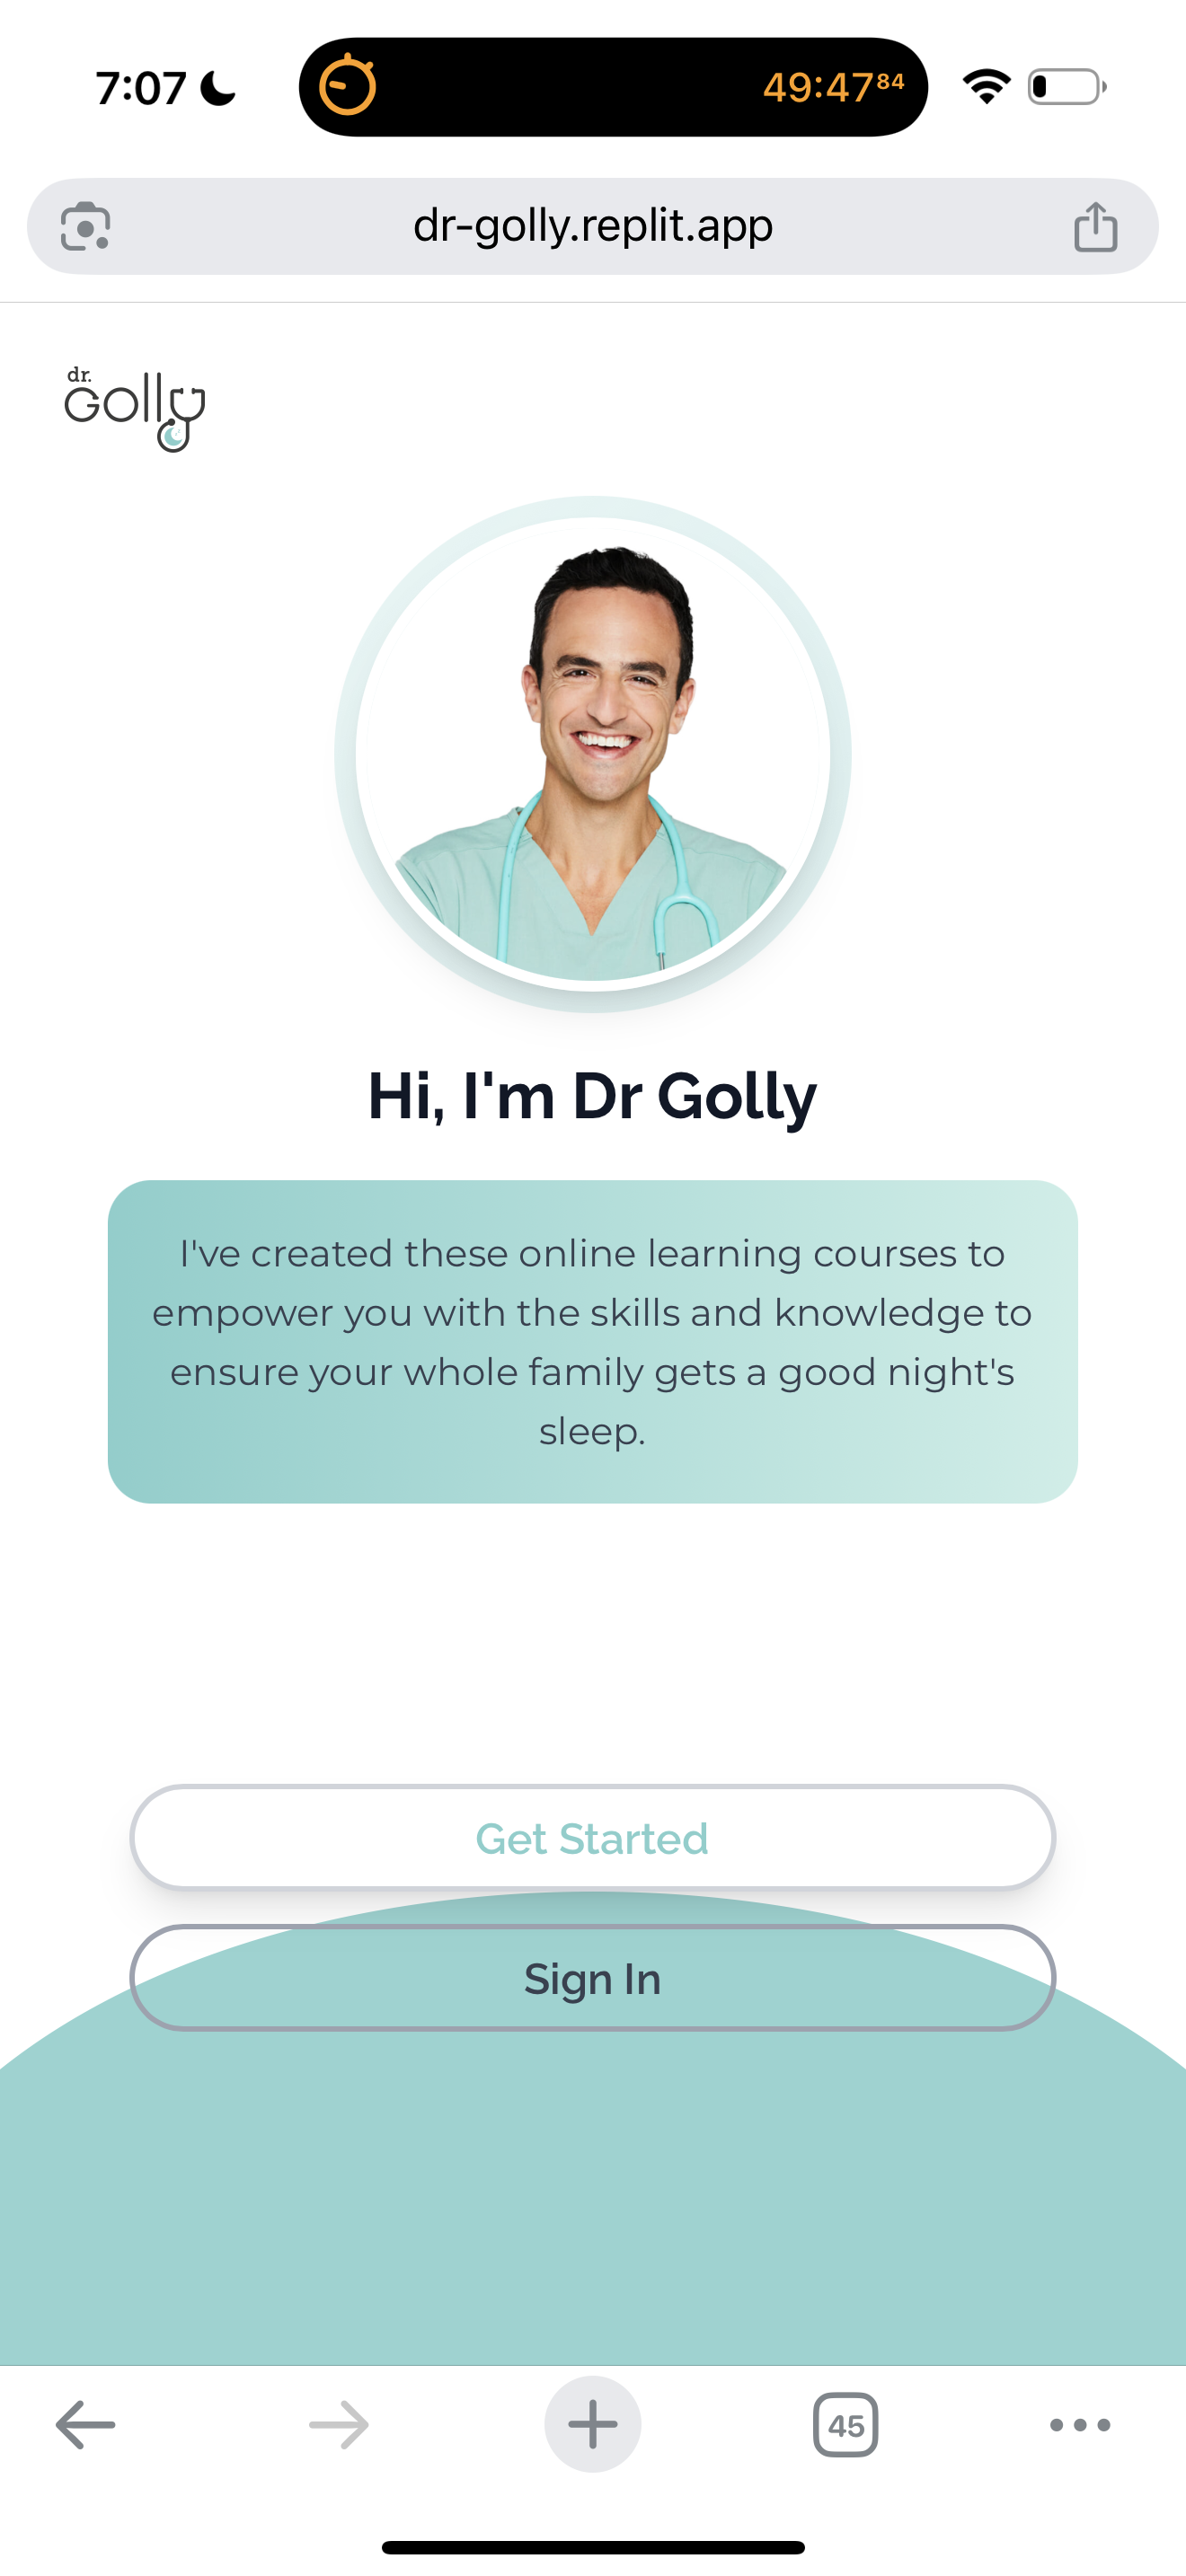 7:07
49:4784
dr-golly.replit.app
dr.
Golly
Hi, I'm Dr Golly
I've created these online learning courses to
empower you with the skills and knowledge to
ensure your whole family gets a good night's
sleep.
Get Started
Sign In
45